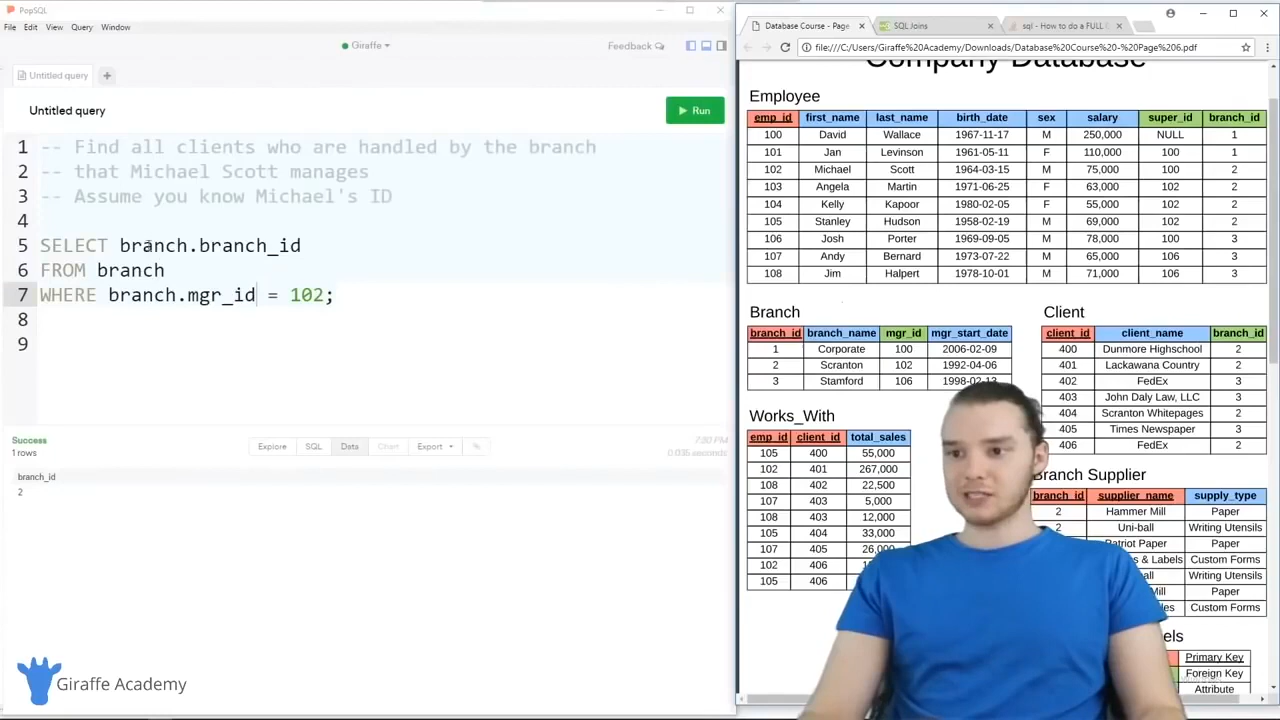 PopSQL
File Edit View Query Window
Giraffe
Feedback
Untitled query
Untitled query
Run
1 -- Find all clients who are handled by the branch
2 -- that Michael Scott manages
3 -- Assume you know Michael's ID
4
5 SELECT branch.branch_id
6 FROM branch
7 WHERE branch.mgr_id = 102;
8
9
Success
1 rows
Explore SQL Data Chart Export
7:30 PM
0.035 seconds
branch_id
2
Giraffe Academy
Database Course - Page
SQL Joins
sql - How to do a FULL
file:///C:/Users/Giraffe%20Academy/Downloads/Database%20Course%20-%20Page%206.pdf
Company Database
Employee
emp_id first_name last_name birth_date sex salary super_id branch_id
100 David Wallace 1967-11-17 M 250,000 NULL 1
101 Jan Levinson 1961-05-11 F 110,000 100 1
102 Michael Scott 1964-03-15 M 75,000 100 2
103 Angela Martin 1971-06-25 F 63,000 102 2
104 Kelly Kapoor 1980-02-05 F 55,000 102 2
105 Stanley Hudson 1958-02-19 M 69,000 102 2
106 Josh Porter 1969-09-05 M 78,000 100 3
107 Andy Bernard 1973-07-22 M 65,000 106 3
108 Jim Halpert 1978-10-01 M 71,000 106 3
Branch
branch_id branch_name mgr_id mgr_start_date
1 Corporate 100 2006-02-09
2 Scranton 102 1992-04-06
3 Stamford 106 1998-02-13
Client
client_id client_name branch_id
400 Dunmore Highschool 2
401 Lackawana Country 2
402 FedEx 3
403 John Daly Law, LLC 3
404 Scranton Whitepages 2
405 Times Newspaper 3
406 FedEx 2
Works_With
emp_id client_id total_sales
105 400 55,000
102 401 267,000
108 402 22,500
107 403 5,000
108 403 12,000
105 404 33,000
107 405 26,000
102 406
105 406
Branch Supplier
branch_id supplier_name supply_type
2 Hammer Mill Paper
2 Uni-ball Writing Utensils
Patriot Paper Paper
& Labels Custom Forms
Writing Utensils
Mill Paper
Custom Forms
Primary Key
Foreign Key
Attribute